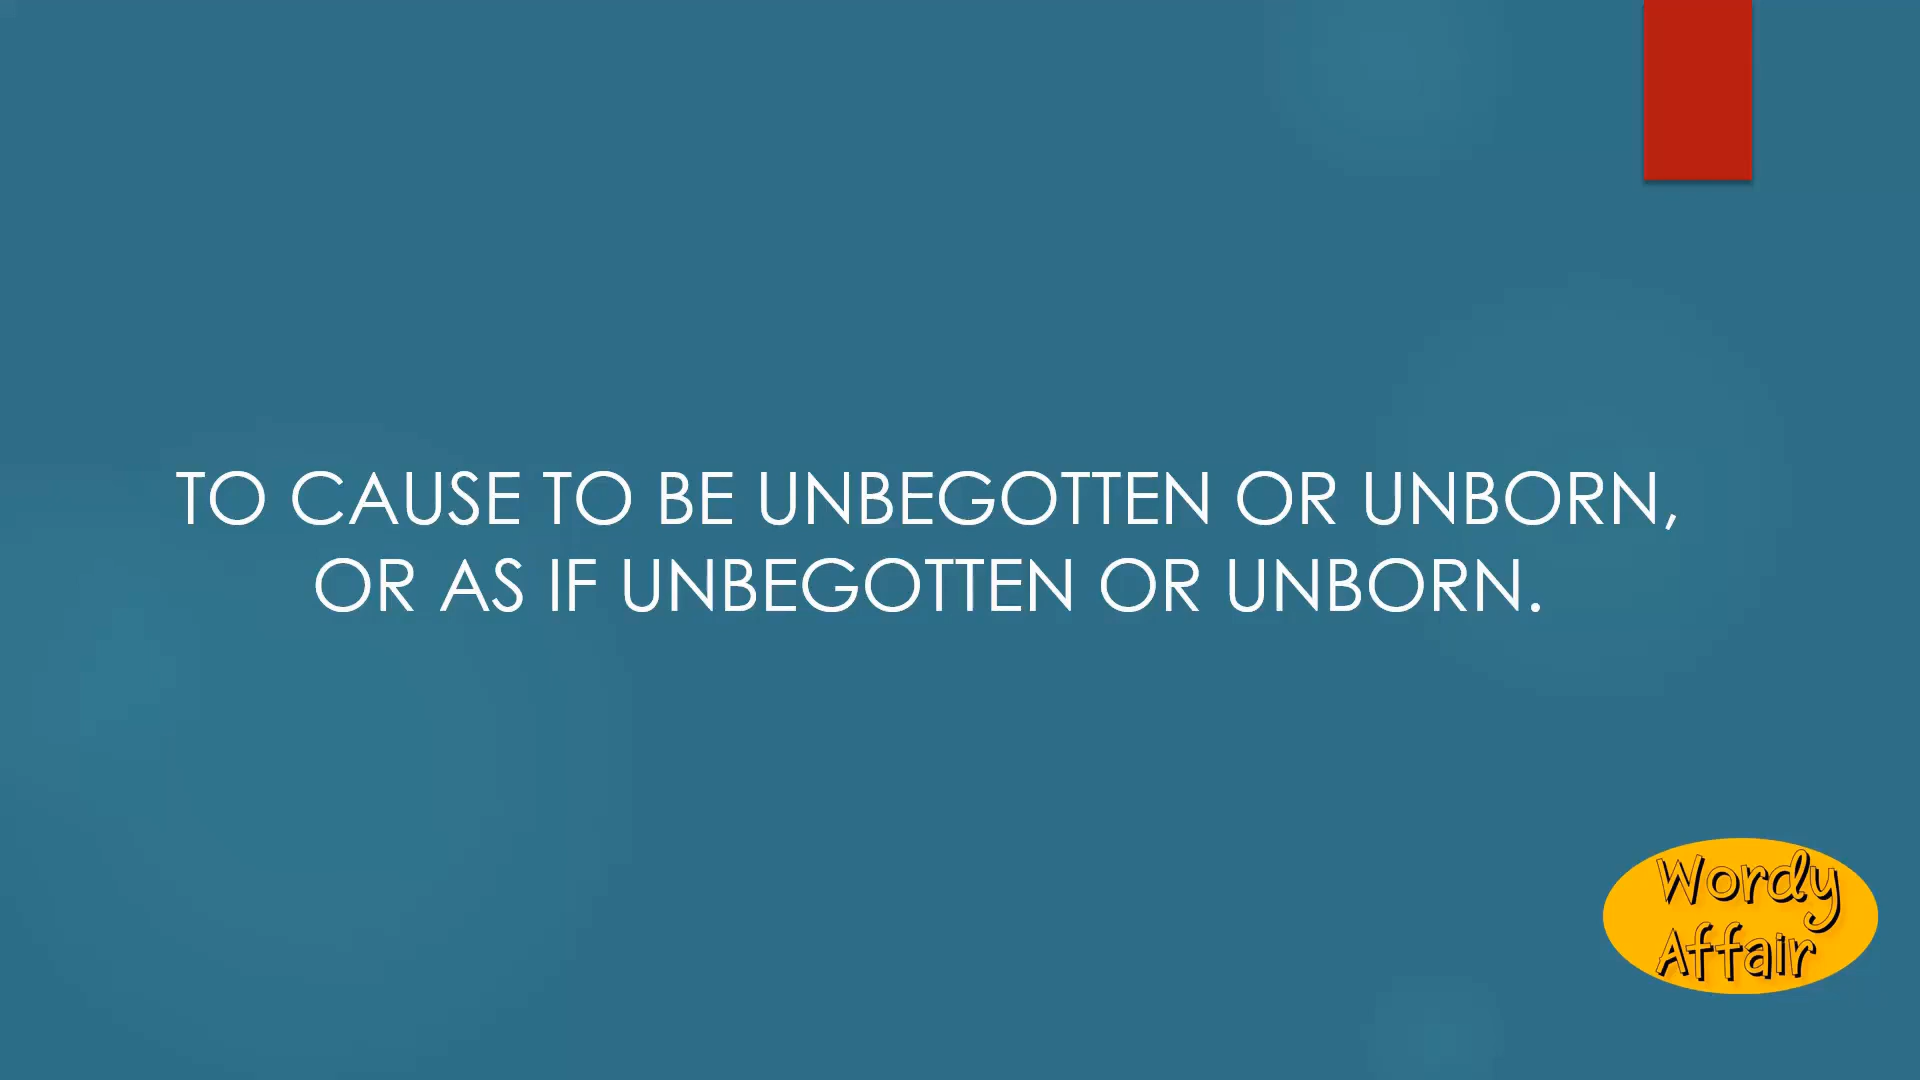 TO CAUSE TO BE UNBEGOTTEN OR UNBORN,
OR AS IF UNBEGOTTEN OR UNBORN.
Wordy
Affair